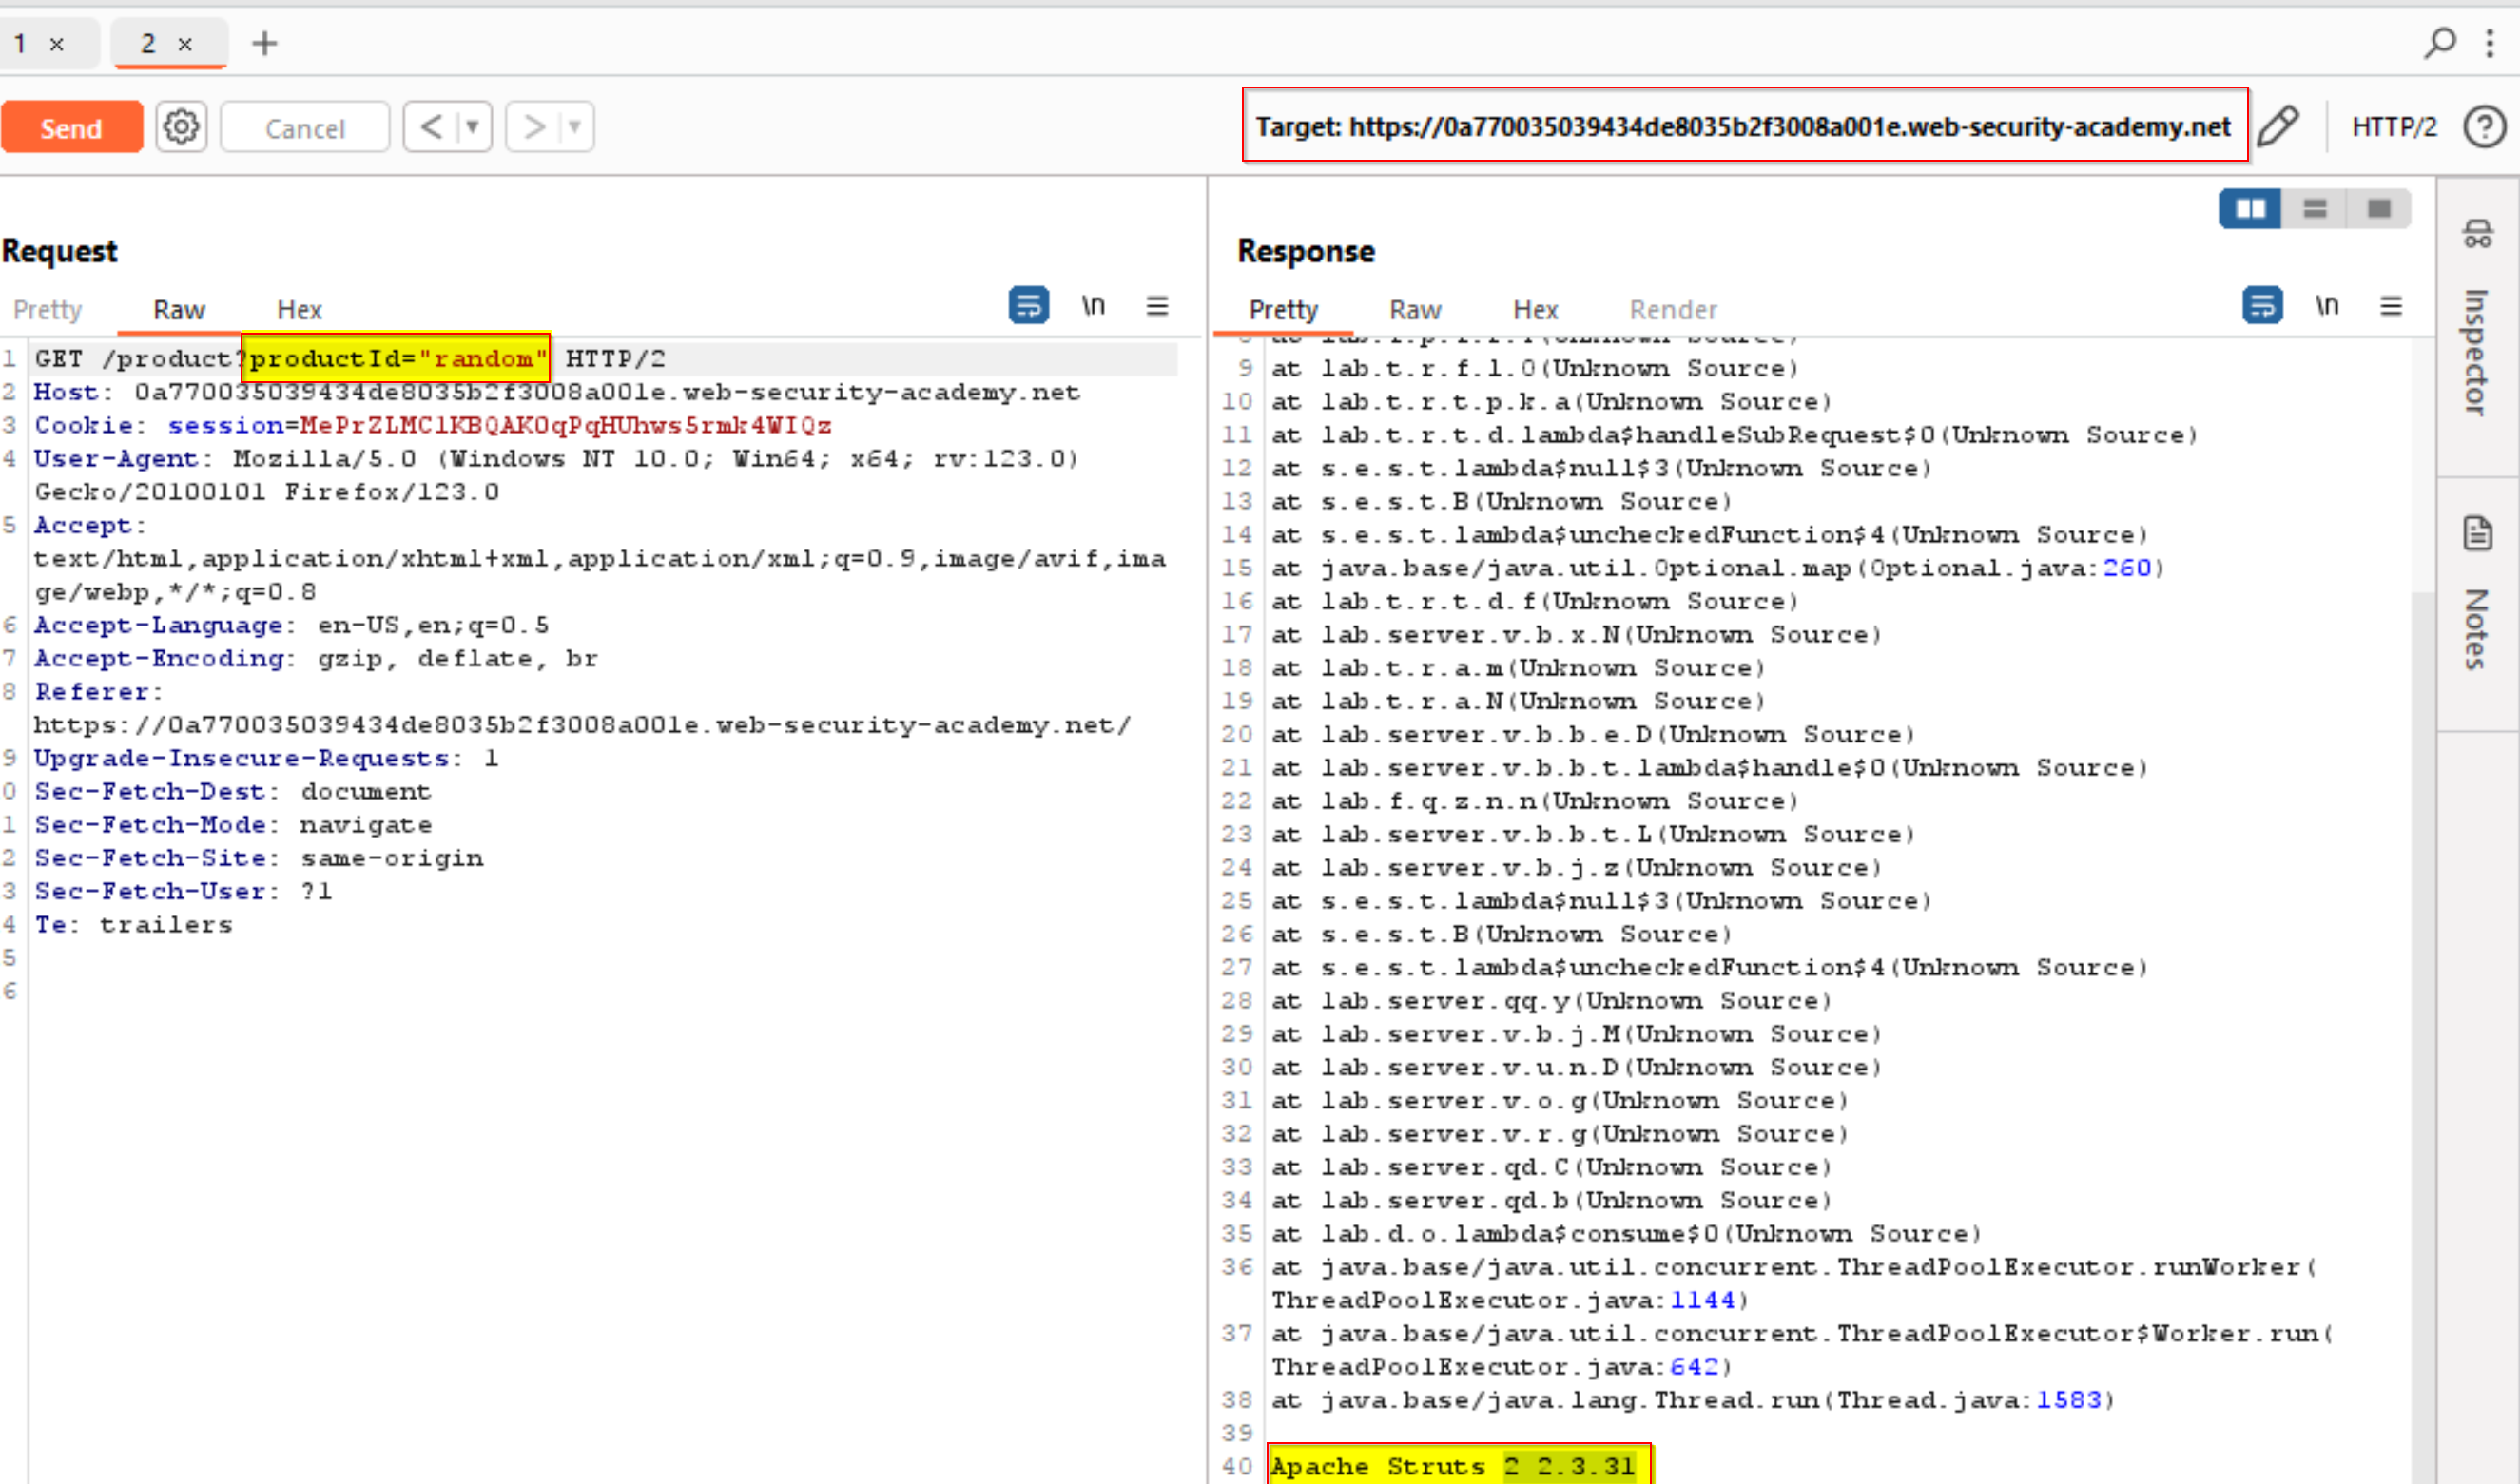 1 × 2 × +
Send Cancel < > Target: https://0a770035039434de8035b2f3008a001e.web-security-academy.net HTTP/2 ?
Request
Pretty Raw Hex \n
1 GET /product?productId="random" HTTP/2
2 Host: 0a770035039434de8035b2f3008a001e.web-security-academy.net
3 Cookie: session=MePrZLMC1KBQAKOqPqHUhws5rmk4WIQz
4 User-Agent: Mozilla/5.0 (Windows NT 10.0; Win64; x64; rv:123.0)
Gecko/20100101 Firefox/123.0
5 Accept:
text/html,application/xhtml+xml,application/xml;q=0.9,image/avif,ima
ge/webp,*/*;q=0.8
6 Accept-Language: en-US,en;q=0.5
7 Accept-Encoding: gzip, deflate, br
8 Referer:
https://0a770035039434de8035b2f3008a001e.web-security-academy.net/
9 Upgrade-Insecure-Requests: 1
0 Sec-Fetch-Dest: document
1 Sec-Fetch-Mode: navigate
2 Sec-Fetch-Site: same-origin
3 Sec-Fetch-User: ?1
4 Te: trailers
5
6
Response
Pretty Raw Hex Render \n
9 at lab.t.r.f.l.0(Unknown Source)
10 at lab.t.r.t.p.k.a(Unknown Source)
11 at lab.t.r.t.d.lambda$handleSubRequest$0(Unknown Source)
12 at s.e.s.t.lambda$null$3(Unknown Source)
13 at s.e.s.t.B(Unknown Source)
14 at s.e.s.t.lambda$uncheckedFunction$4(Unknown Source)
15 at java.base/java.util.Optional.map(Optional.java:260)
16 at lab.t.r.t.d.f(Unknown Source)
17 at lab.server.v.b.x.N(Unknown Source)
18 at lab.t.r.a.m(Unknown Source)
19 at lab.t.r.a.N(Unknown Source)
20 at lab.server.v.b.b.e.D(Unknown Source)
21 at lab.server.v.b.b.t.lambda$handle$0(Unknown Source)
22 at lab.f.q.z.n.n(Unknown Source)
23 at lab.server.v.b.b.t.L(Unknown Source)
24 at lab.server.v.b.j.z(Unknown Source)
25 at s.e.s.t.lambda$null$3(Unknown Source)
26 at s.e.s.t.B(Unknown Source)
27 at s.e.s.t.lambda$uncheckedFunction$4(Unknown Source)
28 at lab.server.qq.y(Unknown Source)
29 at lab.server.v.b.j.M(Unknown Source)
30 at lab.server.v.u.n.D(Unknown Source)
31 at lab.server.v.o.g(Unknown Source)
32 at lab.server.v.r.g(Unknown Source)
33 at lab.server.qd.C(Unknown Source)
34 at lab.server.qd.b(Unknown Source)
35 at lab.d.o.lambda$consume$0(Unknown Source)
36 at java.base/java.util.concurrent.ThreadPoolExecutor.runWorker(
ThreadPoolExecutor.java:1144)
37 at java.base/java.util.concurrent.ThreadPoolExecutor$Worker.run(
ThreadPoolExecutor.java:642)
38 at java.base/java.lang.Thread.run(Thread.java:1583)
39
40 Apache Struts 2 2.3.31
Inspector
Notes